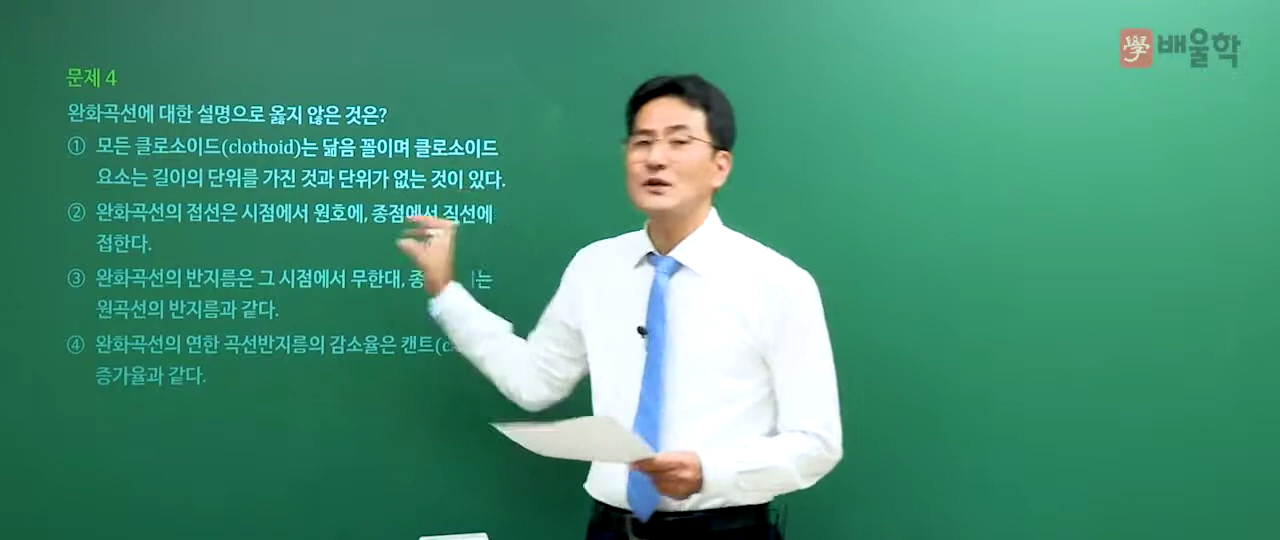 學 배울학
문제 4
완화곡선에 대한 설명으로 옳지 않은 것은?
① 모든 클로소이드(clothoid)는 닮음 꼴이며 클로소이드
요소는 길이의 단위를 가진 것과 단위가 없는 것이 있다.
② 완화곡선의 접선은 시점에서 원호에, 종점에서 직선에
접한다.
③ 완화곡선의 반지름은 그 시점에서 무한대,
원곡선의 반지름과 같다.
④ 완화곡선의 연한 곡선반지름의 감소율은 캔트
증가율과 같다.